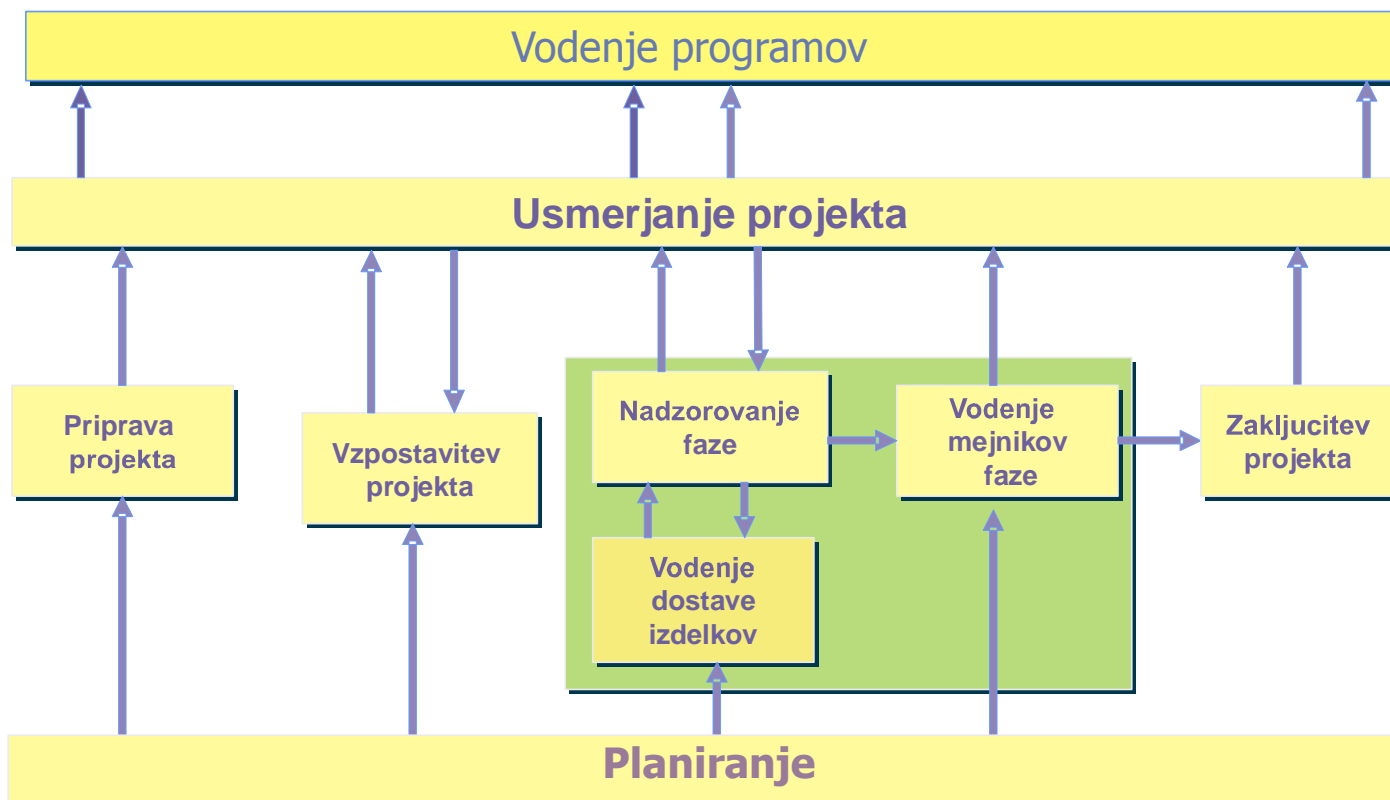 Vodenje programov
Usmerjanje projekta
Priprava
projekta
Vzpostavitev
projekta
Nadzorovanje
faze
Vodenje
mejnikov
faze
Zakljucitev
projekta
Vodenje
dostave
izdelkov
Planiranje